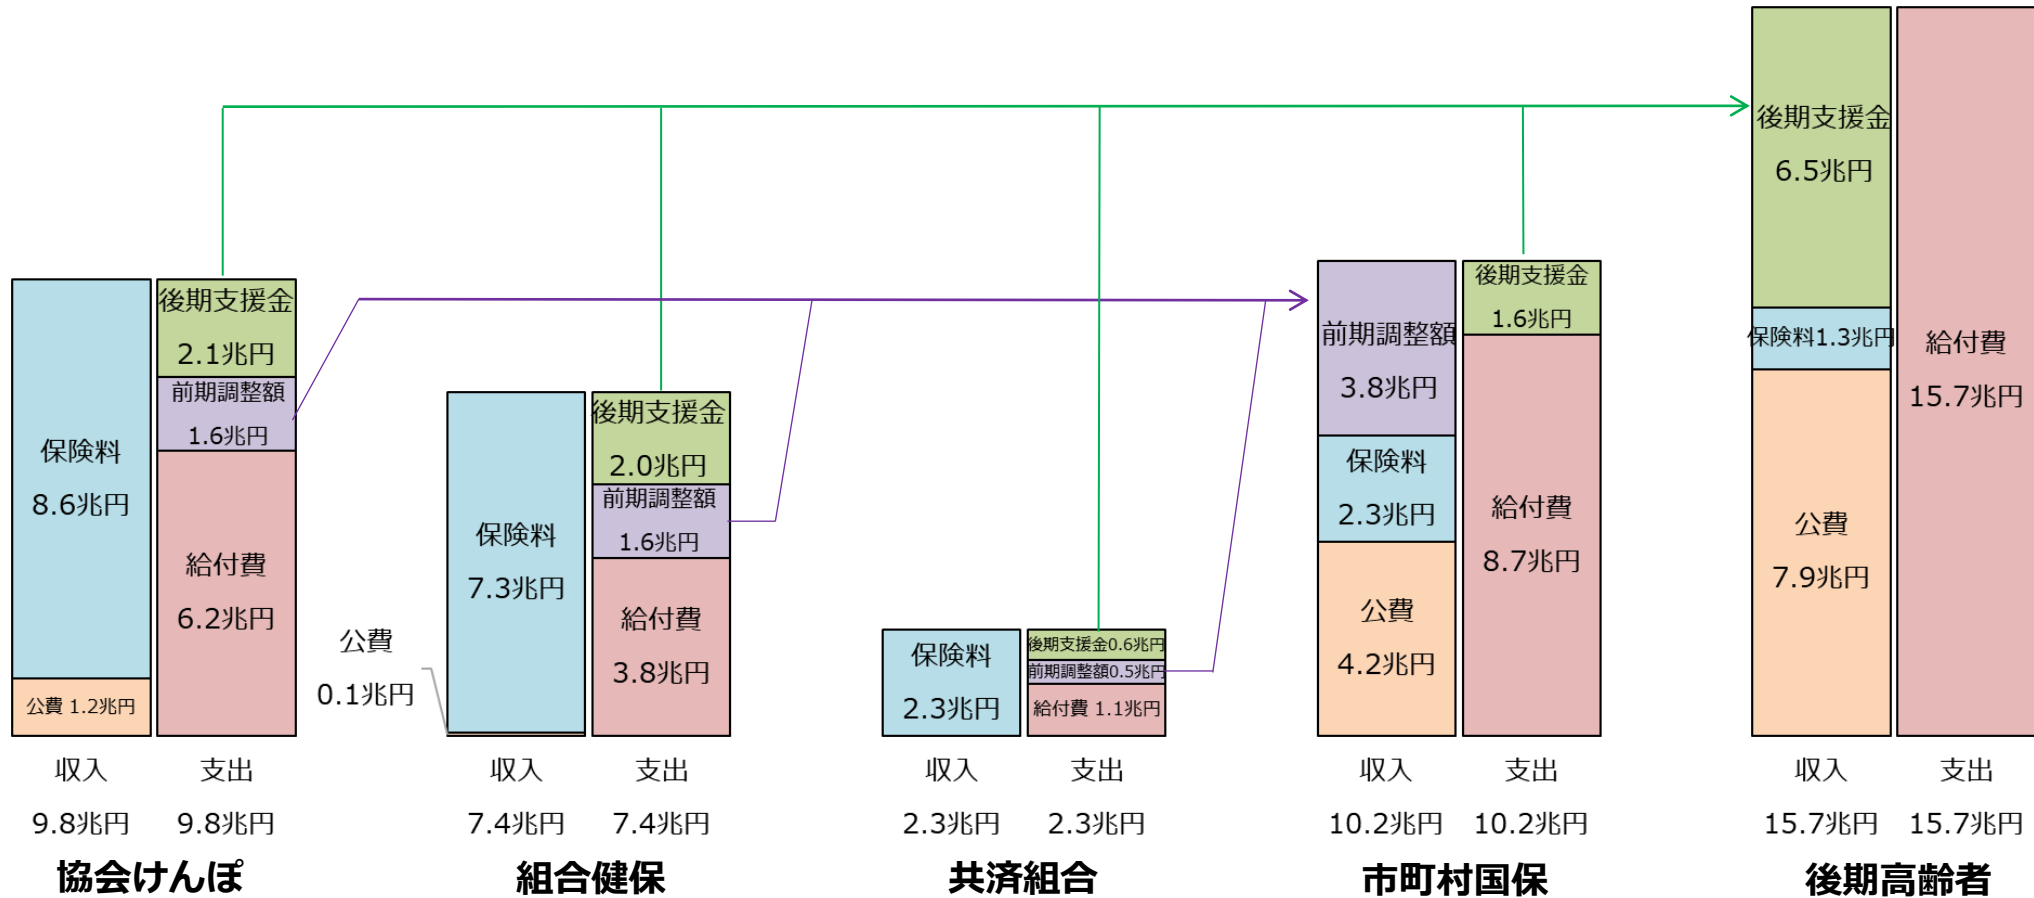 後期支援金
2.1兆円
前期調整額
1.6兆円
保険料
8.6兆円
給付費
6.2兆円
公費 1.2兆円
収入
支出
9.8兆円
9.8兆円
協会けんぽ
後期支援金
2.0兆円
前期調整額
1.6兆円
保険料
7.3兆円
給付費
3.8兆円
公費
0.1兆円
収入
支出
7.4兆円
7.4兆円
組合健保
後期支援金0.6兆円
前期調整額0.5兆円
保険料
2.3兆円
給付費 1.1兆円
収入
支出
2.3兆円
2.3兆円
共済組合
前期調整額
3.8兆円
後期支援金
1.6兆円
保険料
2.3兆円
給付費
8.7兆円
公費
4.2兆円
収入
支出
10.2兆円
10.2兆円
市町村国保
後期支援金
6.5兆円
保険料1.3兆円
給付費
15.7兆円
公費
7.9兆円
収入
支出
15.7兆円
15.7兆円
後期高齢者